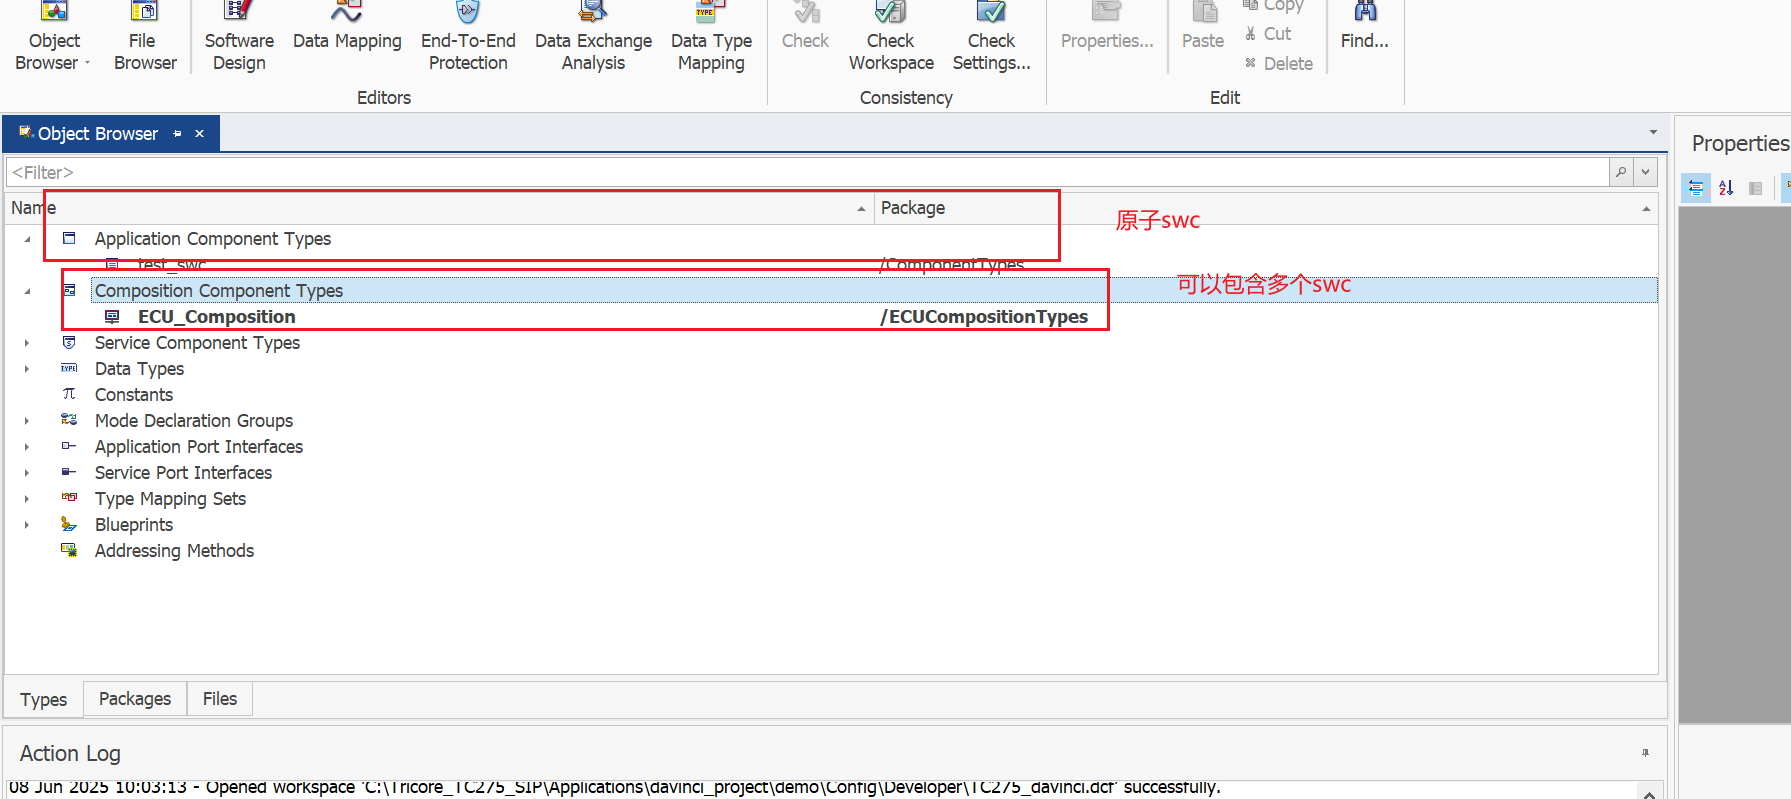 Object
Browser
File
Browser
Software
Design
Data Mapping
End-To-End
Protection
Data Exchange
Analysis
Data Type
Mapping
Check
Check
Workspace
Check
Settings...
Properties...
Paste
Copy
Cut
Delete
Find...
Editors
Consistency
Edit
Object Browser
Properties
<Filter>
Name
Package
原子swc
Application Component Types
test_swc /ComponentTypes
Composition Component Types
可以包含多个swc
ECU_Composition /ECUCompositionTypes
Service Component Types
TYPE Data Types
Constants
Mode Declaration Groups
Application Port Interfaces
Service Port Interfaces
Type Mapping Sets
Blueprints
Addressing Methods
Types Packages Files
Action Log
08 Jun 2025 10:03:13 - Opened workspace 'C:\Tricore_TC275_SIP\Applications\davinci_project\demo\Config\Developer\TC275_davinci.dcf' successfully.